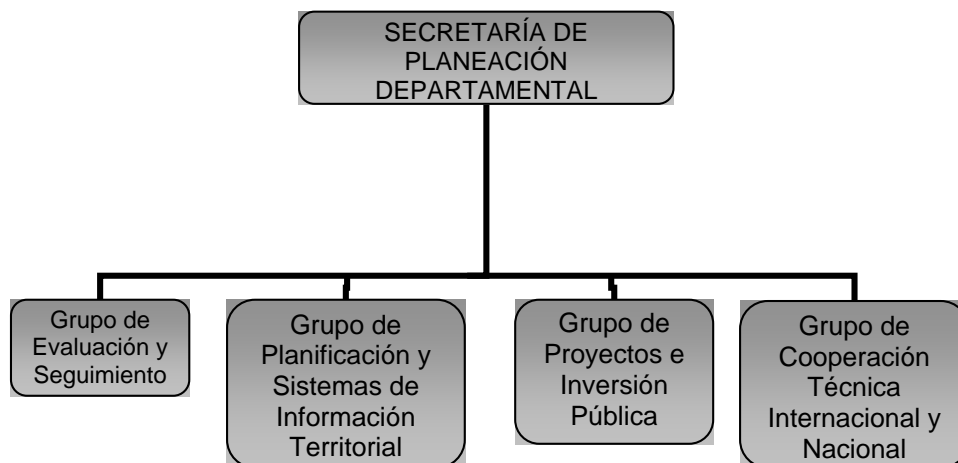 SECRETARÍA DE
PLANEACIÓN
DEPARTAMENTAL
Grupo de
Evaluación y
Seguimiento
Grupo de
Planificación y
Sistemas de
Información
Territorial
Grupo de
Proyectos e
Inversión
Pública
Grupo de
Cooperación
Técnica
Internacional y
Nacional